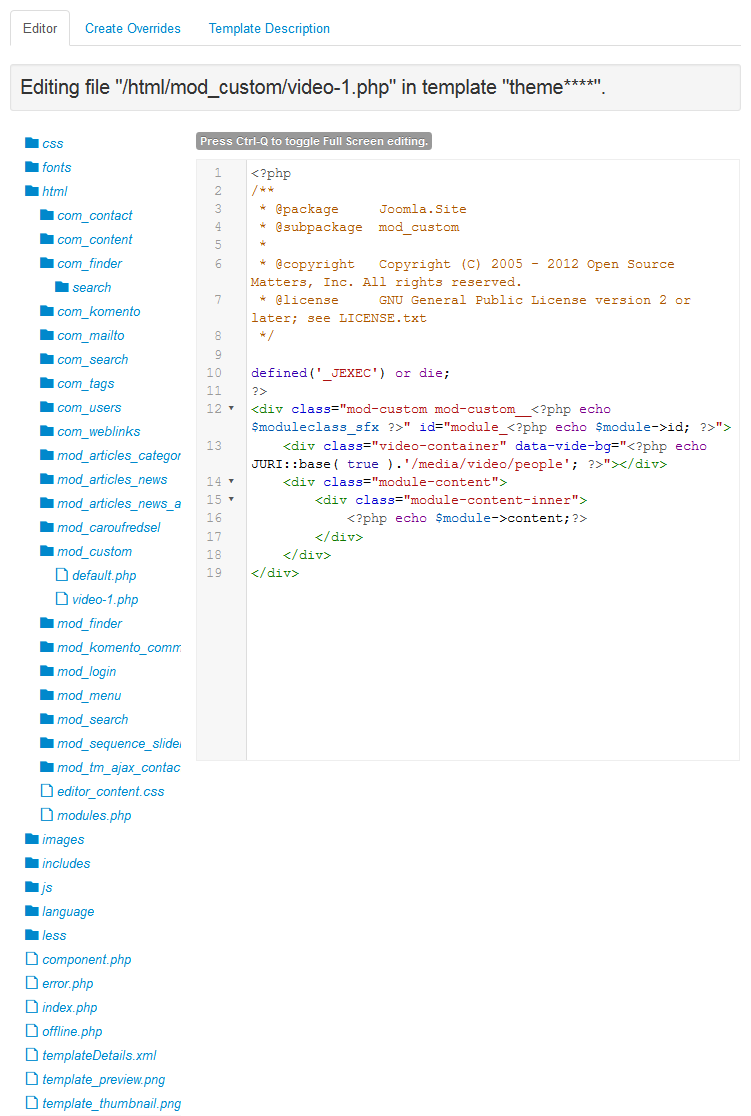 Editor Create Overrides Template Description
Editing file "/html/mod_custom/video-1.php" in template "theme****".
css
fonts
html
com_contact
com_content
com_finder
search
com_komento
com_mailto
com_search
com_tags
com_users
com_weblinks
mod_articles_categor
mod_articles_news
mod_articles_news_a
mod_caroufredsel
mod_custom
default.php
video-1.php
mod_finder
mod_komento_comm
mod_login
mod_menu
mod_search
mod_sequence_slider
mod_tm_ajax_contac
editor_content.css
modules.php
images
includes
js
language
less
component.php
error.php
index.php
offline.php
templateDetails.xml
template_preview.png
template_thumbnail.png
Press Ctrl-Q to toggle Full Screen editing.
1 <?php
2 /**
3  * @package     Joomla.Site
4  * @subpackage  mod_custom
5  *
6  * @copyright   Copyright (C) 2005 - 2012 Open Source
Matters, Inc. All rights reserved.
7  * @license     GNU General Public License version 2 or
later; see LICENSE.txt
8  */
9
10 defined('_JEXEC') or die;
11 ?>
12 <div class="mod-custom mod-custom__<?php echo
$moduleclass_sfx ?>" id="module_<?php echo $module->id; ?>">
13     <div class="video-container" data-vide-bg="<?php echo
JURI::base( true ).'/media/video/people'; ?>"></div>
14     <div class="module-content">
15         <div class="module-content-inner">
16             <?php echo $module->content;?>
17         </div>
18     </div>
19 </div>